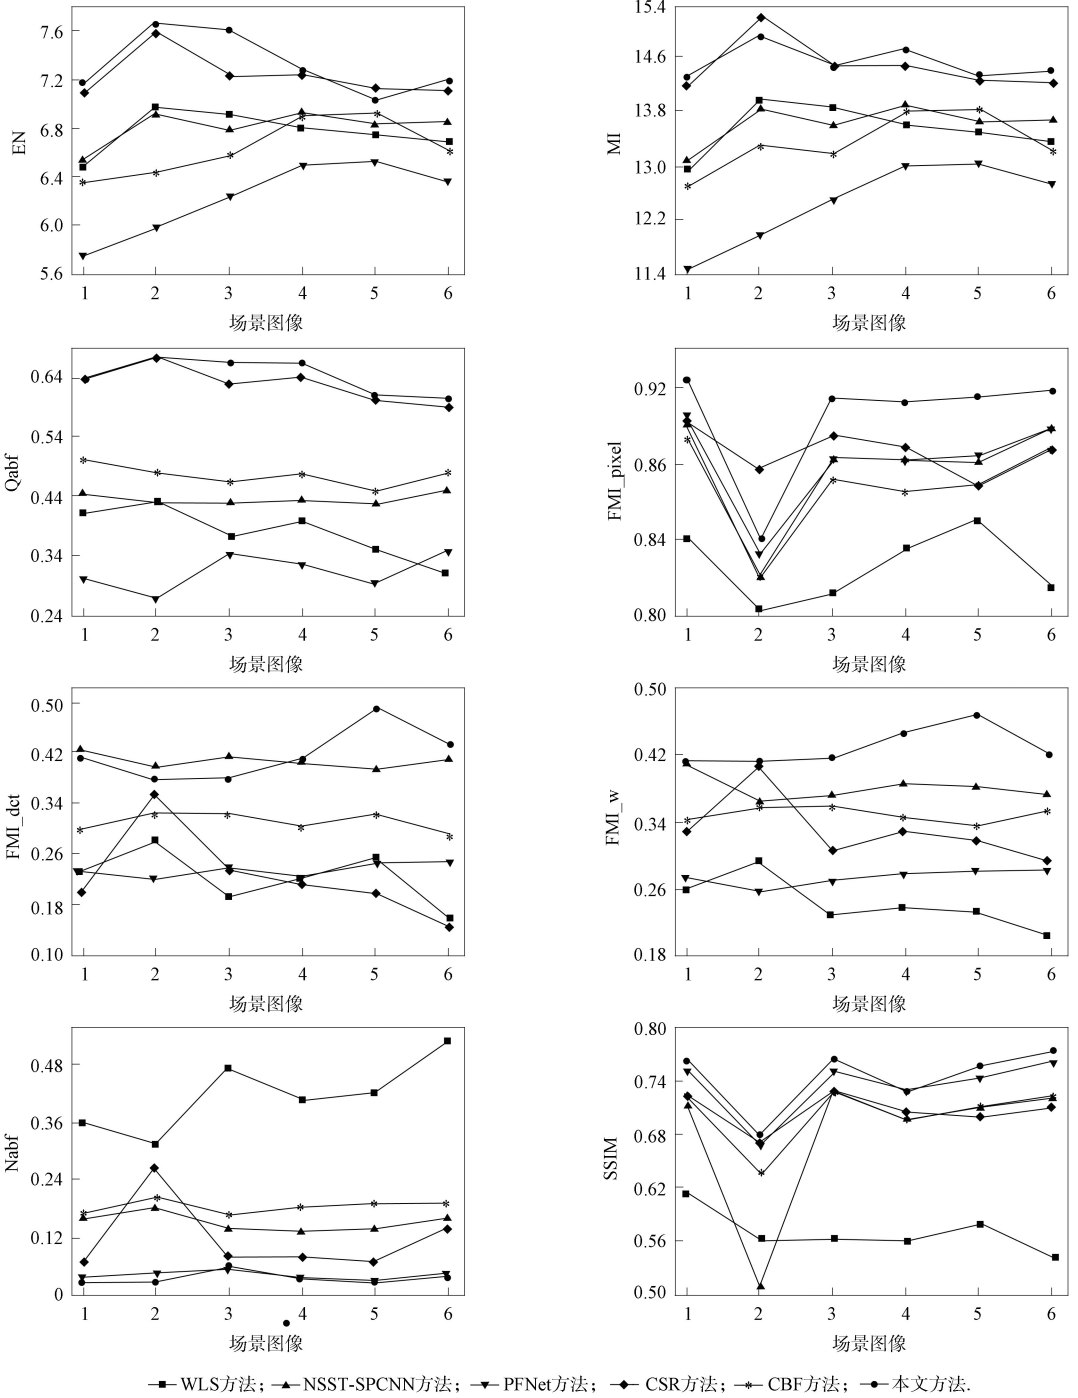 EN
7.6
7.2
6.8
6.4
6.0
5.6
1 2 3 4 5 6
场景图像
MI
15.4
14.6
13.8
13.0
12.2
11.4
1 2 3 4 5 6
场景图像
Qabf
0.64
0.54
0.44
0.34
0.24
1 2 3 4 5 6
场景图像
FMI_pixel
0.92
0.86
0.84
0.80
1 2 3 4 5 6
场景图像
FMI_dct
0.50
0.42
0.34
0.26
0.18
0.10
1 2 3 4 5 6
场景图像
FMI_w
0.50
0.42
0.34
0.26
0.18
1 2 3 4 5 6
场景图像
Nabf
0.48
0.36
0.24
0.12
0
1 2 3 4 5 6
场景图像
SSIM
0.80
0.74
0.68
0.62
0.56
0.50
1 2 3 4 5 6
场景图像
WLS方法; NSST-SPCNN方法; PFNet方法; CSR方法; CBF方法; 本文方法.